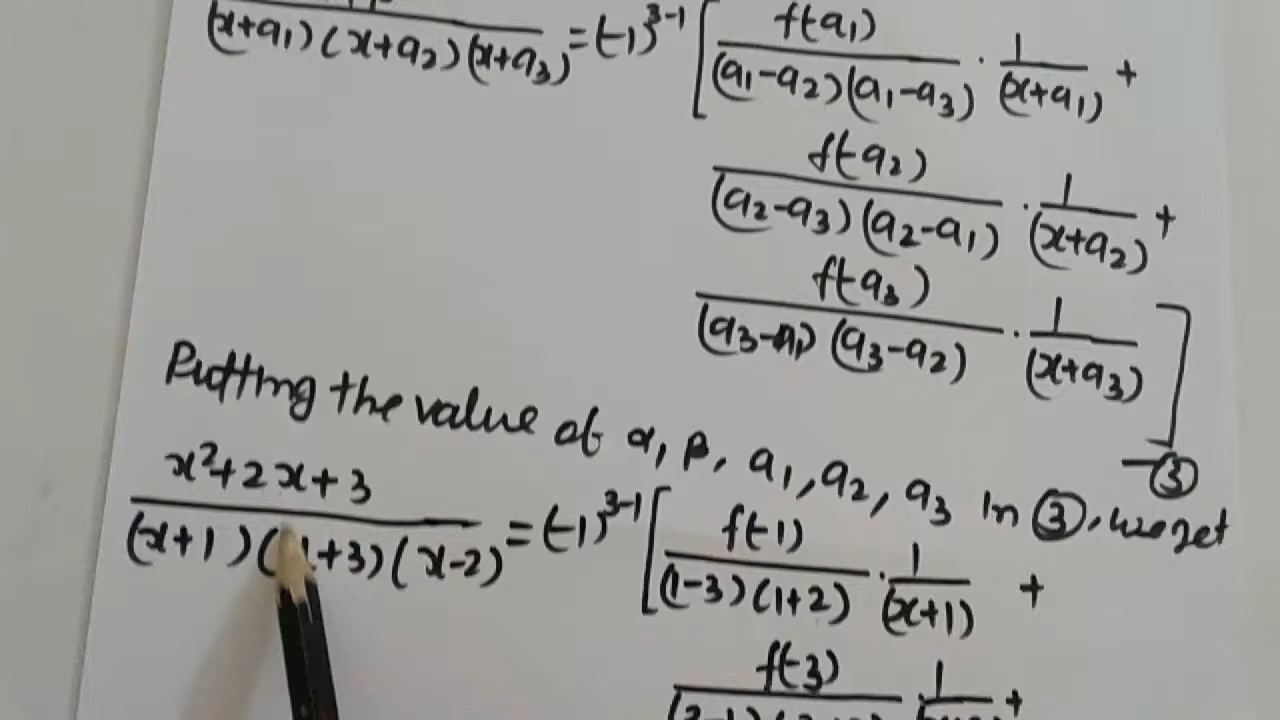 (x+a₁)(x+a₂)(x+a₃) = (-1)³⁻¹ [ f(-a₁) / (a₁-a₂)(a₁-a₃) · 1/(x+a₁) +
f(-a₂) / (a₂-a₃)(a₂-a₁) · 1/(x+a₂) +
f(-a₃) / (a₃-a₁)(a₃-a₂) · 1/(x+a₃) ] —③
Putting the value of α, β, a₁, a₂, a₃ in ③, we get
x²+2x+3 / (x+1)(x+3)(x-2) = (-1)³⁻¹ [ f(-1) / (1-3)(1+2) · 1/(x+1) +
f(-3) 1 +